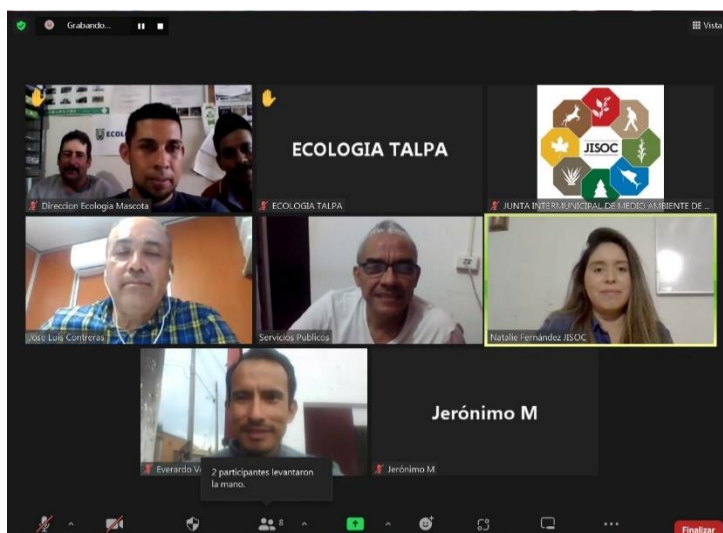 Grabando...
Vista
ECOLOG
Direccion Ecologia Mascota
ECOLOGIA TALPA
ECOLOGIA TALPA
JISOC
JUNTA INTERMUNICIPAL DE MEDIO AMBIENTE DE ...
Jose Luis Contreras
Servicios Publicos
Natalie Fernández JISOC
Everardo
Jerónimo M
Jerónimo M
2 participantes levantaron
la mano.
8
Finalizar